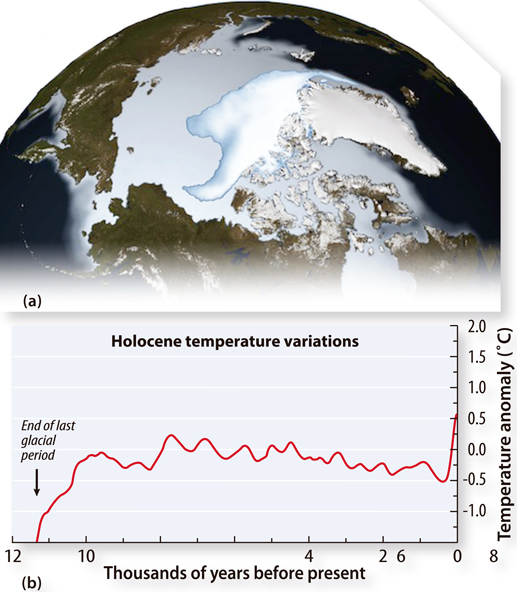 (a)
Holocene temperature variations
End of last
glacial
period
2.0
1.5
1.0
0.5
0.0
-0.5
-1.0
Temperature anomaly (˚C)
12 10 4 2 6 0 8
Thousands of years before present
(b)